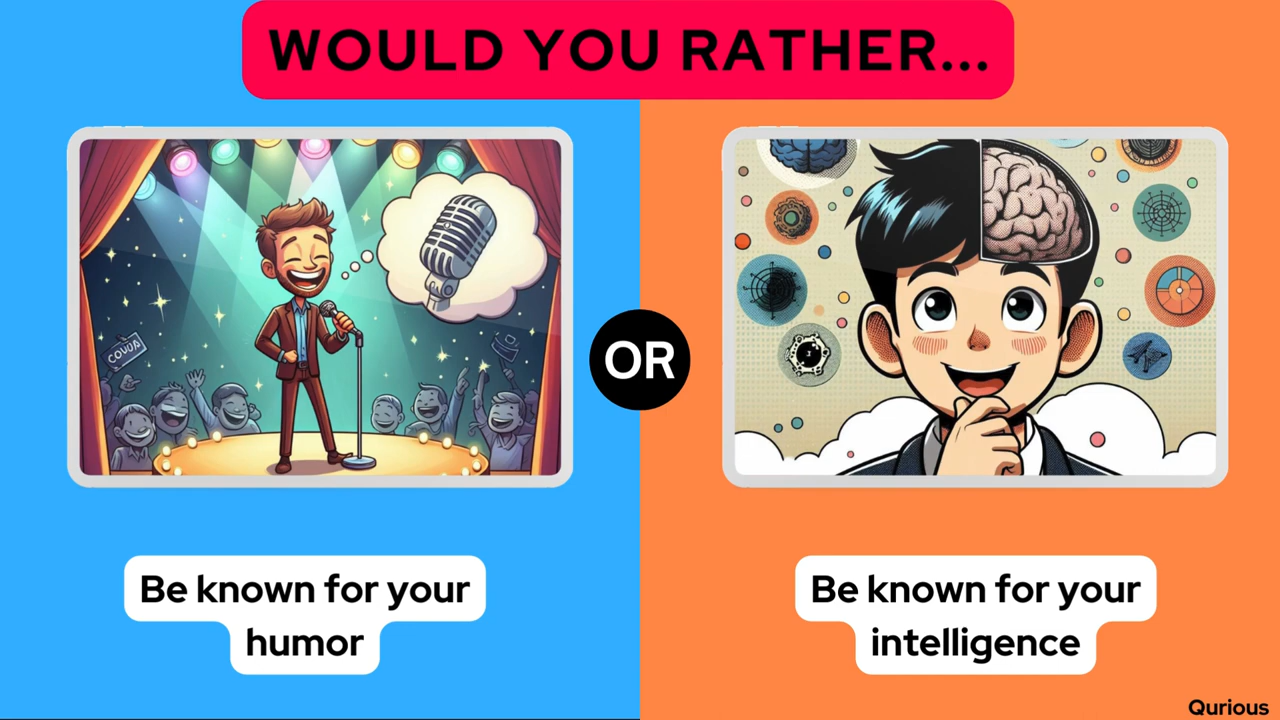 WOULD YOU RATHER...
OR
Be known for your
humor
Be known for your
intelligence
Qurious